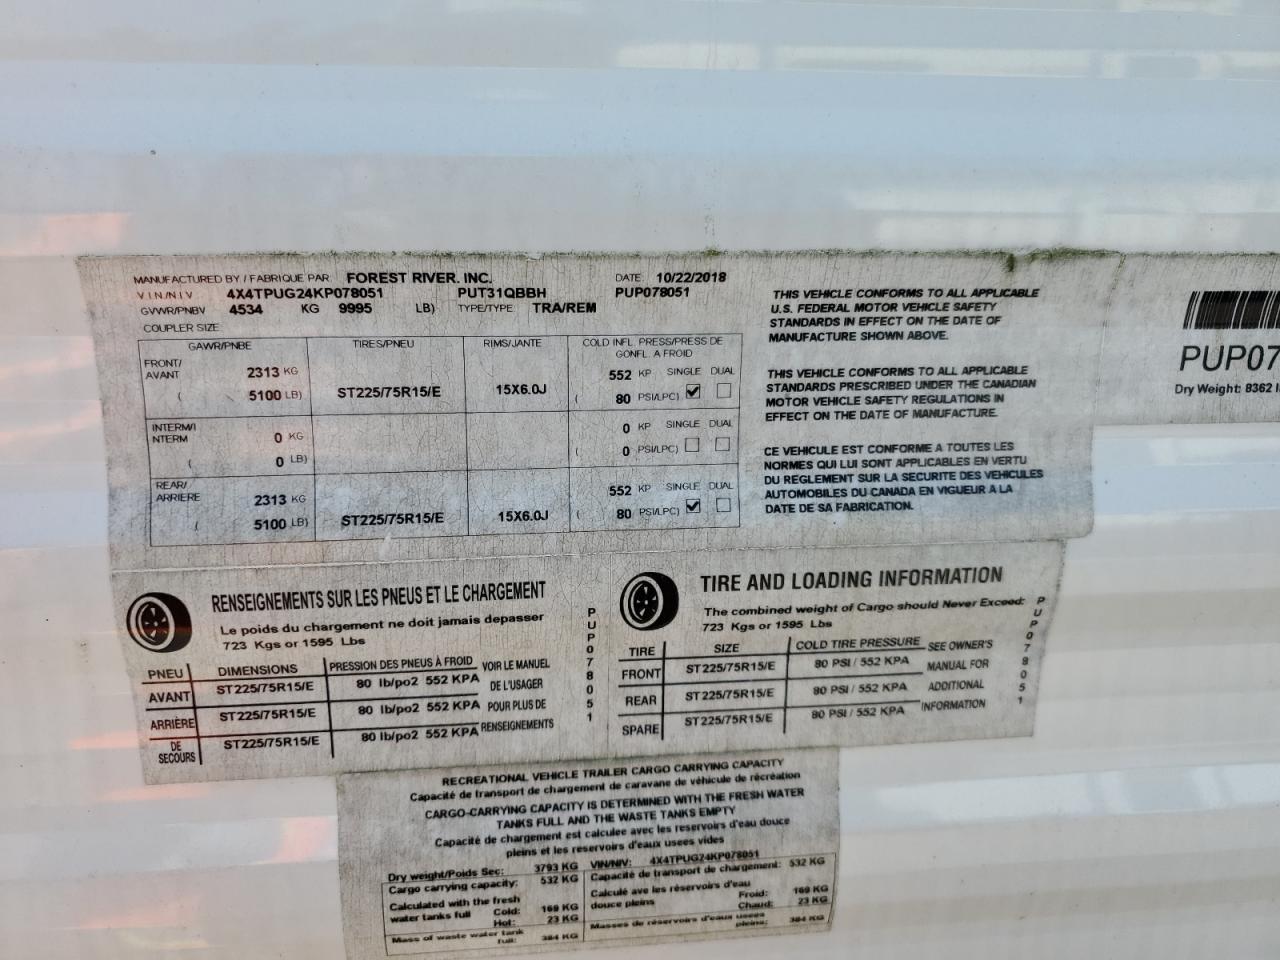 MANUFACTURED BY / FABRIQUE PAR FOREST RIVER. INC. DATE 10/22/2018
VIN/NIV 4X4TPUG24KP078051 PUT31QBBH PUP078051
GVWR/PNBV 4534 KG 9995 LB) TYPE/TYPE: TRA/REM
COUPLER SIZE
GAWR/PNBE TIRES/PNEU RIMS/JANTE COLD INFL. PRESS/PRESS DE
GONFL. A FROID
FRONT/
AVANT 2313 KG 552 KP SINGLE DUAL
( 5100 LB) ST225/75R15/E 15X6.0J ( 80 PSI/LPC)
INTERM/I
NTERM 0 KG 0 KP SINGLE DUAL
( 0 LB) ( 0 PSI/LPC)
REAR/
ARRIERE 2313 KG 552 KP SINGLE DUAL
( 5100 LB) ST225/75R15/E 15X6.0J ( 80 PSI/LPC)
THIS VEHICLE CONFORMS TO ALL APPLICABLE
U.S. FEDERAL MOTOR VEHICLE SAFETY
STANDARDS IN EFFECT ON THE DATE OF
MANUFACTURE SHOWN ABOVE.
THIS VEHICLE CONFORMS TO ALL APPLICABLE
STANDARDS PRESCRIBED UNDER THE CANADIAN
MOTOR VEHICLE SAFETY REGULATIONS IN
EFFECT ON THE DATE OF MANUFACTURE.
CE VEHICULE EST CONFORME A TOUTES LES
NORMES QUI LUI SONT APPLICABLES EN VERTU
DU REGLEMENT SUR LA SECURITE DES VEHICULES
AUTOMOBILES DU CANADA EN VIGUEUR A LA
DATE DE SA FABRICATION.
PUP07
Dry Weight: 8362 l
RENSEIGNEMENTS SUR LES PNEUS ET LE CHARGEMENT
Le poids du chargement ne doit jamais depasser
723 Kgs or 1595 Lbs
PNEU DIMENSIONS PRESSION DES PNEUS À FROID VOIR LE MANUEL
AVANT ST225/75R15/E 80 lb/po2 552 KPA DE L'USAGER
ARRIÈRE ST225/75R15/E 80 lb/po2 552 KPA POUR PLUS DE
DE
SECOURS ST225/75R15/E 80 lb/po2 552 KPA RENSEIGNEMENTS
PUP078051
TIRE AND LOADING INFORMATION
The combined weight of Cargo should Never Exceed:
723 Kgs or 1595 Lbs
TIRE SIZE COLD TIRE PRESSURE SEE OWNER'S
FRONT ST225/75R15/E 80 PSI / 552 KPA MANUAL FOR
REAR ST225/75R15/E 80 PSI / 552 KPA ADDITIONAL
SPARE ST225/75R15/E 80 PSI / 552 KPA INFORMATION
PUP078051
RECREATIONAL VEHICLE TRAILER CARGO CARRYING CAPACITY
Capacité de transport de chargement de caravane de véhicule de récréation
CARGO-CARRYING CAPACITY IS DETERMINED WITH THE FRESH WATER
TANKS FULL AND THE WASTE TANKS EMPTY
Capacité de chargement est calculee avec les reservoirs d'eau douce
pleins et les reservoirs d'eaux usees vides
Dry weight/Poids Sec: 3793 KG VIN/NIV: 4X4TPUG24KP078051
Cargo carrying capacity: 532 KG Capacité de transport de chargement: 532 KG
Calculated with the fresh
water tanks full Cold: 169 KG
Hot: 23 KG
Calculé ave les réservoirs d'eau
douce pleins Froid: 169 KG
Chaud: 23 KG
Mass of waste water tank
full: 384 KG
Masses de réservoirs d'eaux usees
pleins: 384 KG